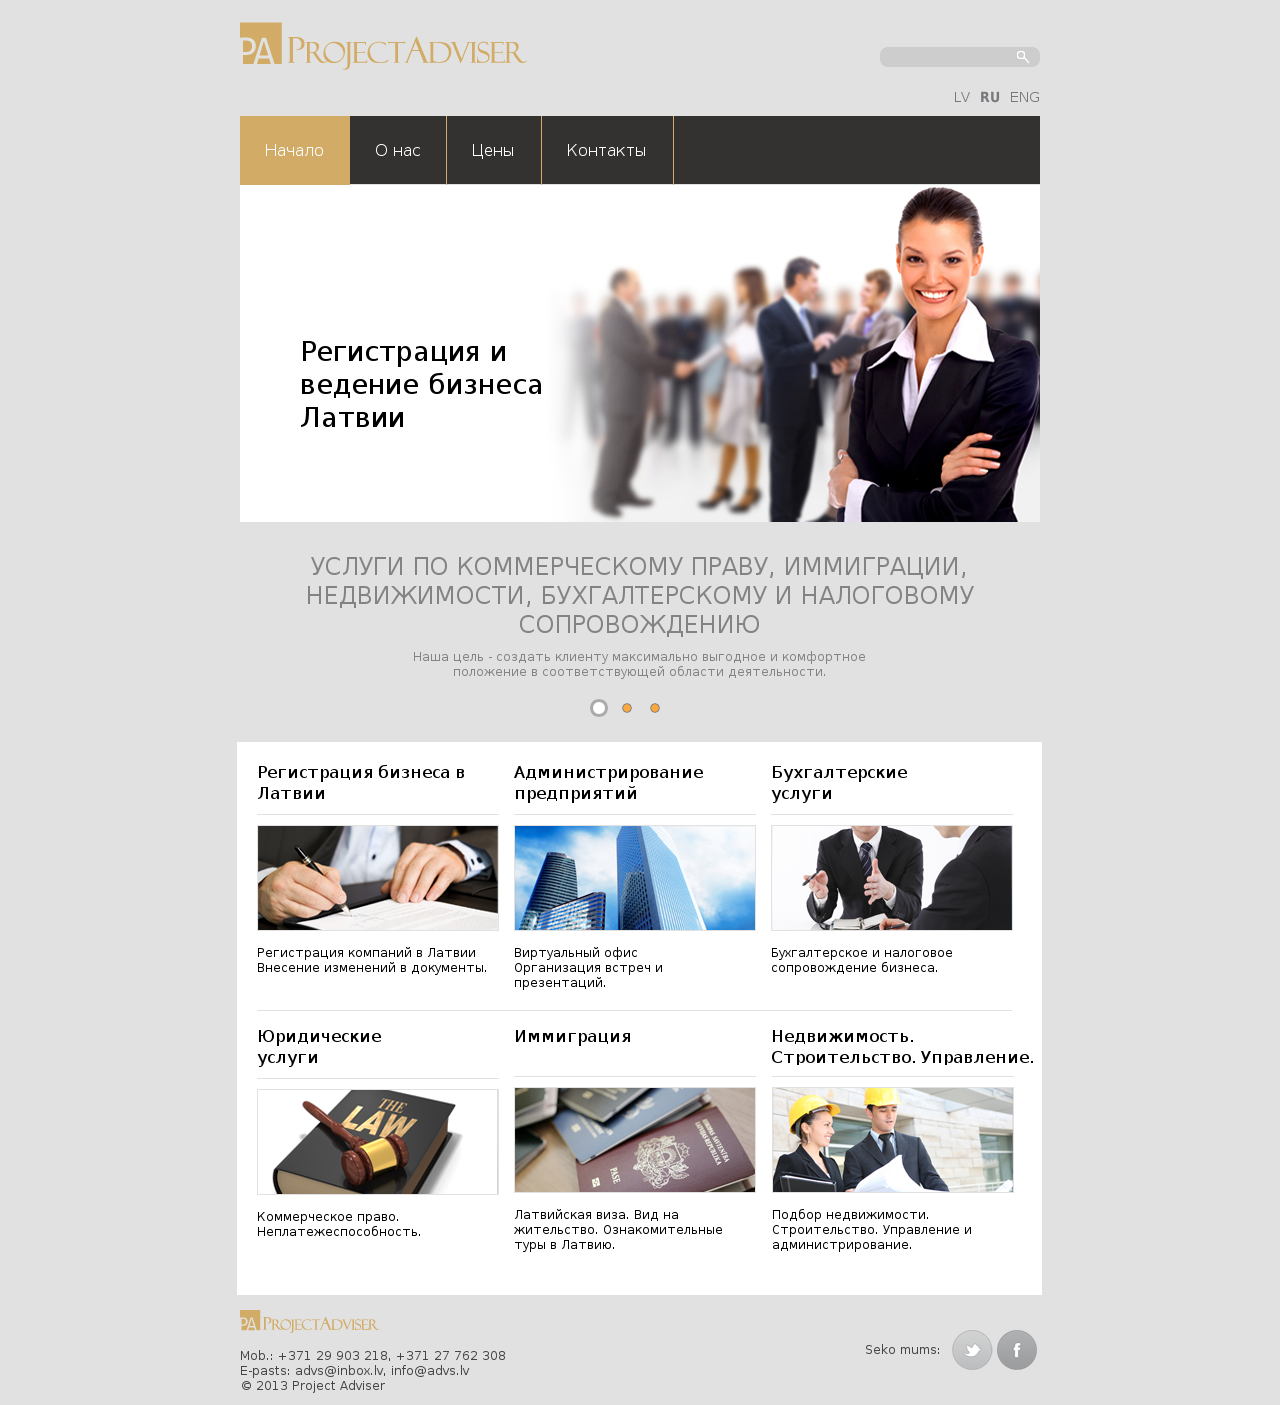 PA PROJECTADVISER
LV RU ENG
Начало О нас Цены Контакты
Регистрация и
ведение бизнеса
Латвии
УСЛУГИ ПО КОММЕРЧЕСКОМУ ПРАВУ, ИММИГРАЦИИ,
НЕДВИЖИМОСТИ, БУХГАЛТЕРСКОМУ И НАЛОГОВОМУ
СОПРОВОЖДЕНИЮ
Наша цель - создать клиенту максимально выгодное и комфортное
положение в соответствующей области деятельности.
Регистрация бизнеса в
Латвии
Регистрация компаний в Латвии
Внесение изменений в документы.
Администрирование
предприятий
Виртуальный офис
Организация встреч и
презентаций.
Бухгалтерские
услуги
Бухгалтерское и налоговое
сопровождение бизнеса.
Юридические
услуги
THE
LAW
Коммерческое право.
Неплатежеспособность.
Иммиграция
EIROPAS SAVIENĪBA
LATVIJAS REPUBLIKA
PASE
Латвийская виза. Вид на
жительство. Ознакомительные
туры в Латвию.
Недвижимость.
Строительство. Управление.
Подбор недвижимости.
Строительство. Управление и
администрирование.
PA PROJECTADVISER
Mob.: +371 29 903 218, +371 27 762 308
E-pasts: advs@inbox.lv, info@advs.lv
© 2013 Project Adviser
Seko mums:
f